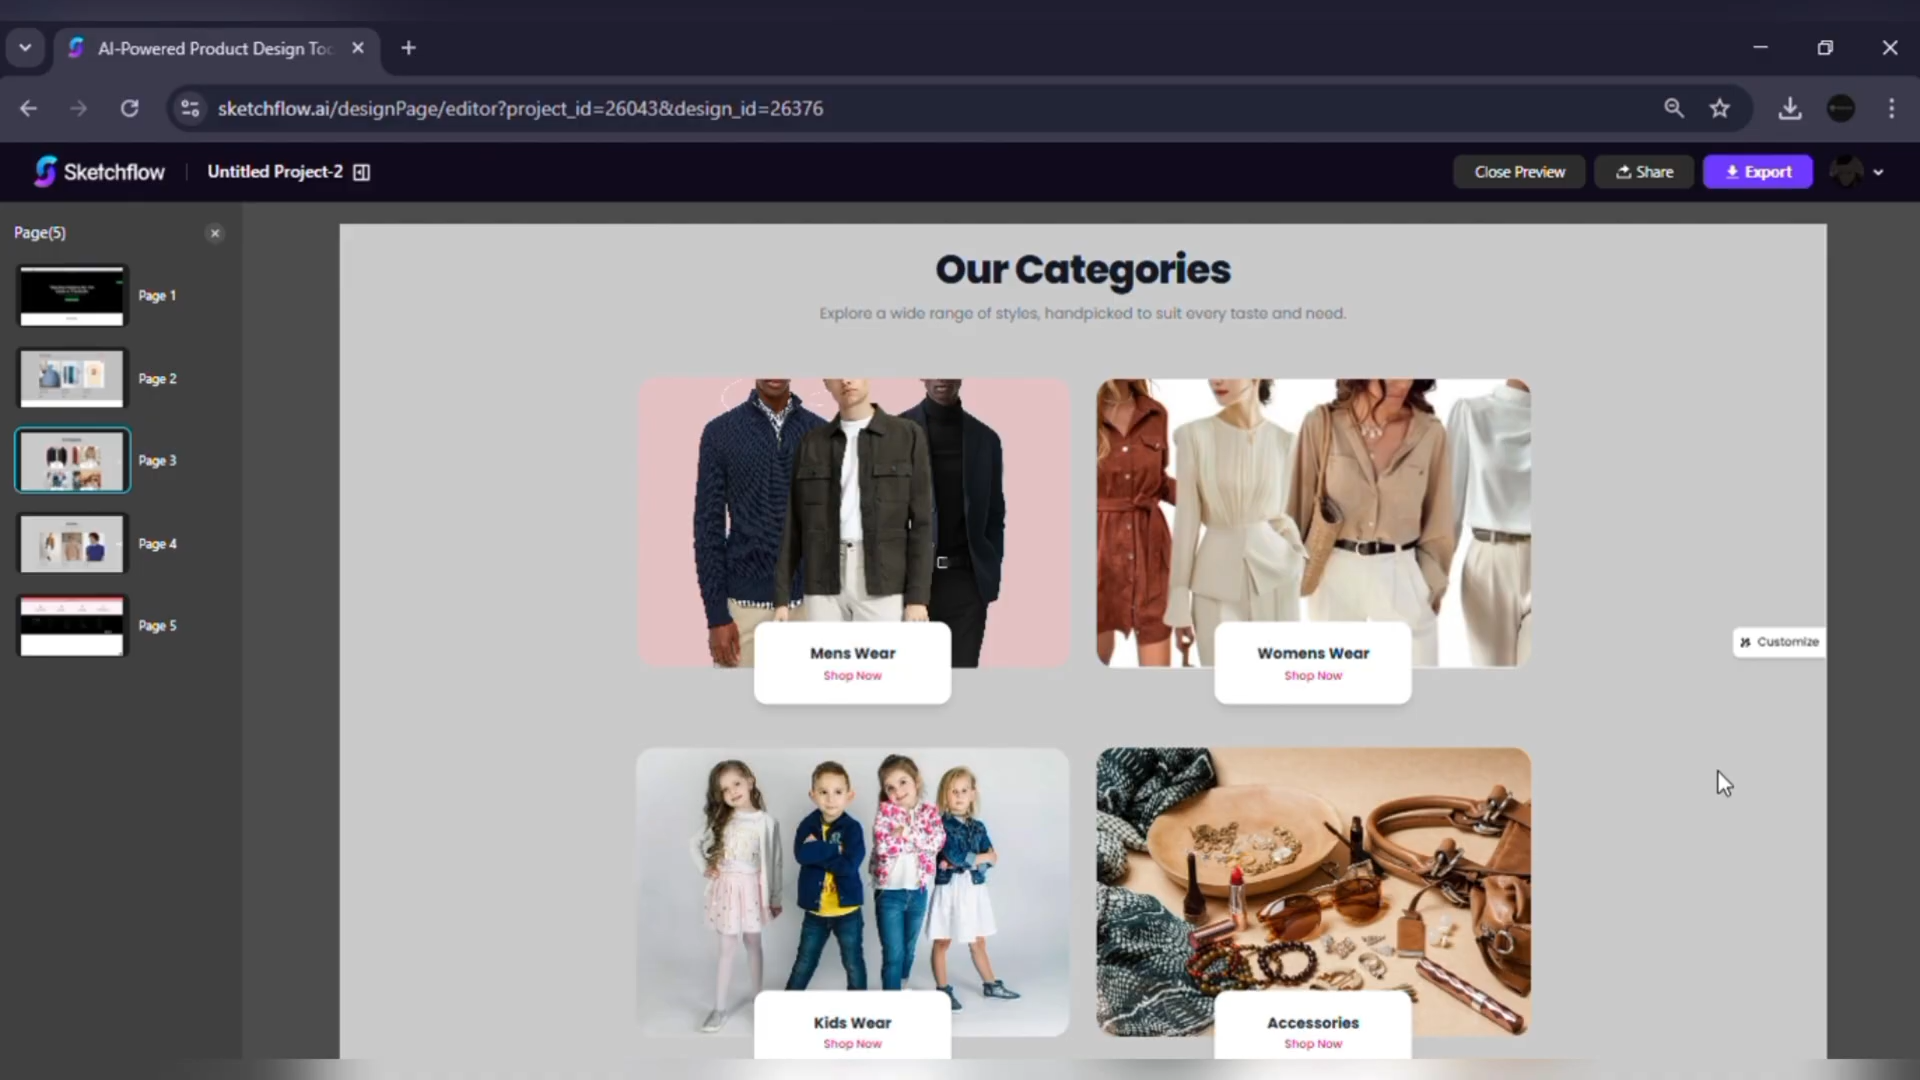 AI-Powered Product Design Too
sketchflow.ai/designPage/editor?project_id=26043&design_id=26376
Sketchflow
Untitled Project-2
Close Preview
Share
Export
Page(5)
Page 1
Page 2
Page 3
Page 4
Page 5
Our Categories
Explore a wide range of styles, handpicked to suit every taste and need.
Mens Wear
Shop Now
Womens Wear
Shop Now
Customize
Kids Wear
Shop Now
Accessories
Shop Now